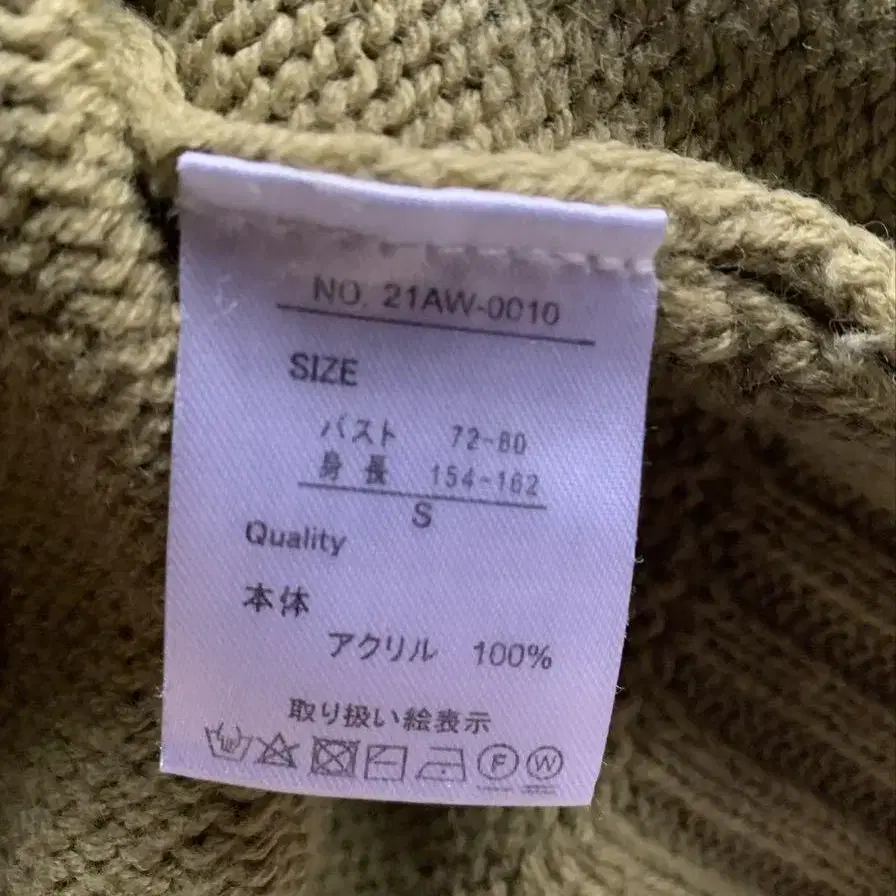 NO. 21AW-0010
SIZE
バスト 72-80
身長 154-162
S
Quality
本体
アクリル 100%
取り扱い絵表示
F W